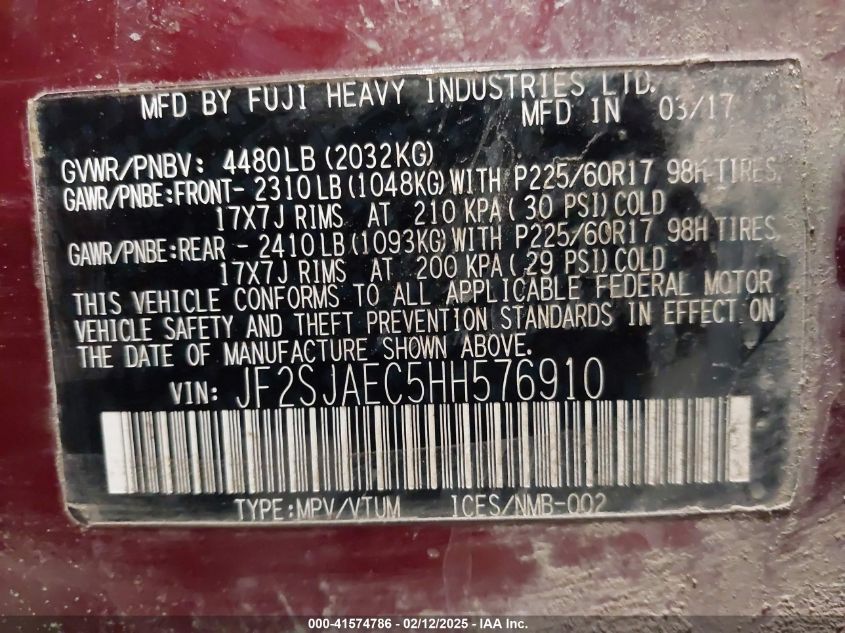 MFD BY FUJI HEAVY INDUSTRIES LTD.
MFD IN 03/17
GVWR/PNBV: 4480LB (2032KG)
GAWR/PNBE:FRONT- 2310LB (1048KG) WITH P225/60R17 98H TIRES,
17X7J RIMS AT 210 KPA (30 PSI) COLD
GAWR/PNBE:REAR - 2410LB (1093KG) WITH P225/60R17 98H TIRES,
17X7J RIMS AT 200 KPA (29 PSI) COLD
THIS VEHICLE CONFORMS TO ALL APPLICABLE FEDERAL MOTOR
VEHICLE SAFETY AND THEFT PREVENTION STANDARDS IN EFFECT ON
THE DATE OF MANUFACTURE SHOWN ABOVE.
VIN: JF2SJAEC5HH576910
TYPE:MPV/VTUM ICES/NMB-002
000-41574786 - 02/12/2025 - IAA Inc.